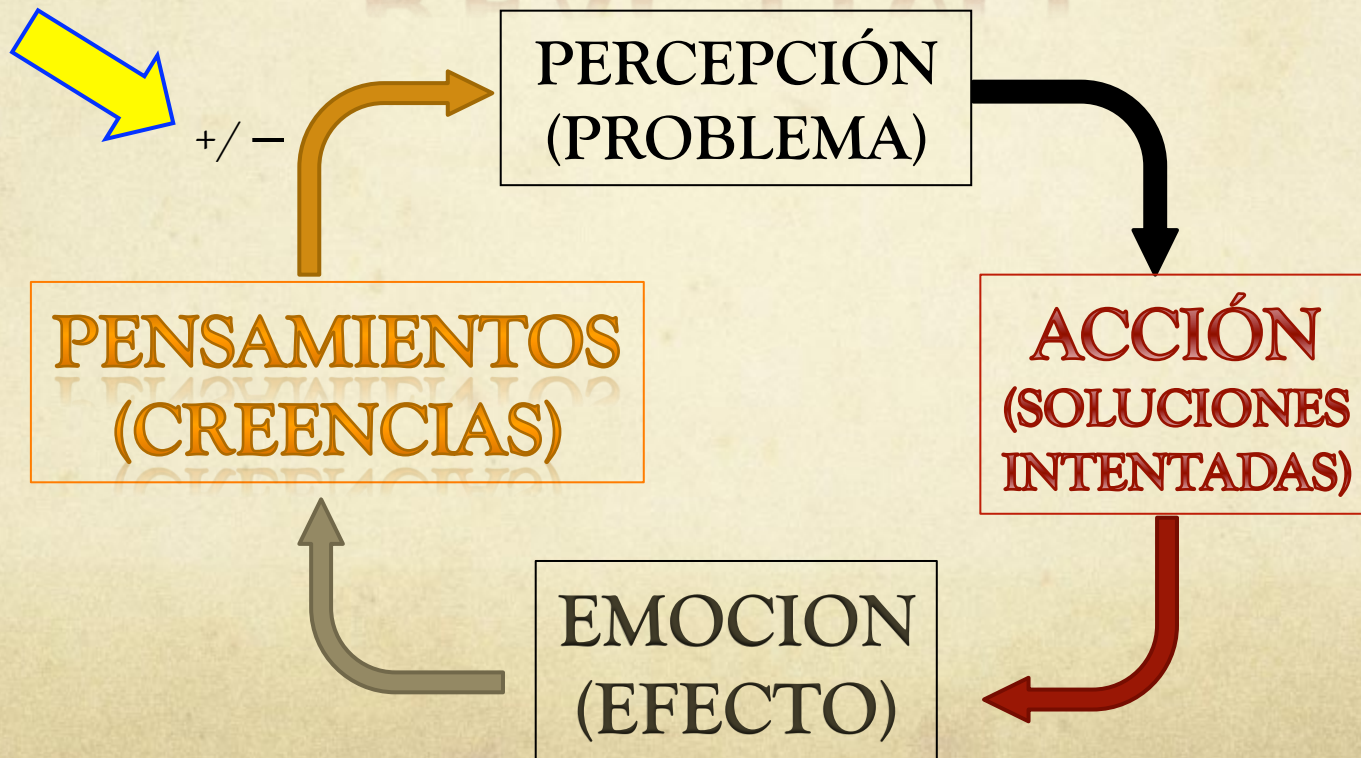 PERCEPCIÓN
(PROBLEMA)
+/ −
PENSAMIENTOS
(CREENCIAS)
ACCIÓN
(SOLUCIONES
INTENTADAS)
EMOCION
(EFECTO)